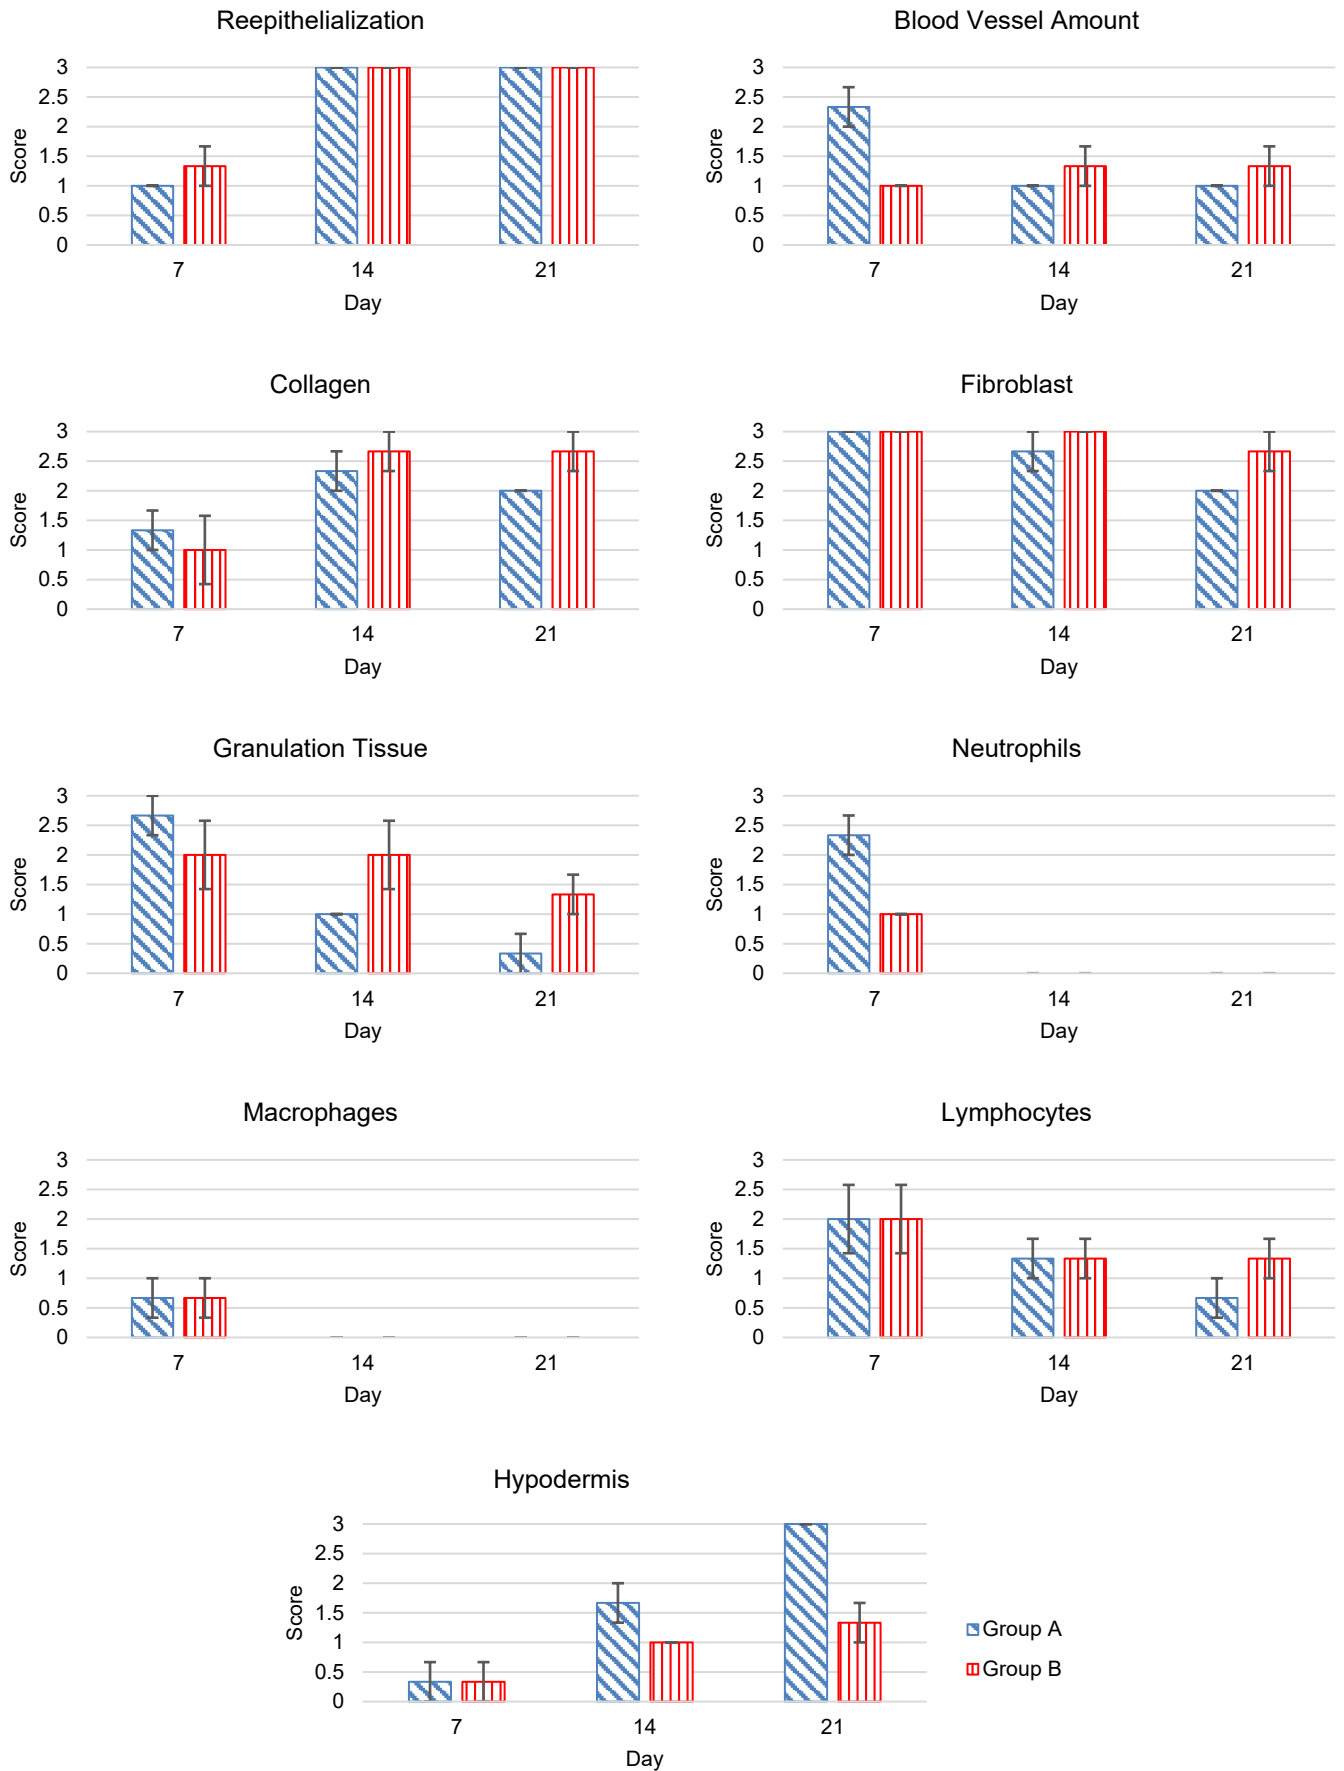 Reepithelialization
3
2.5
2
1.5
1
0.5
0
Score
7 14 21
Day
Blood Vessel Amount
3
2.5
2
1.5
1
0.5
0
Score
7 14 21
Day
Collagen
3
2.5
2
1.5
1
0.5
0
Score
7 14 21
Day
Fibroblast
3
2.5
2
1.5
1
0.5
0
Score
7 14 21
Day
Granulation Tissue
3
2.5
2
1.5
1
0.5
0
Score
7 14 21
Day
Neutrophils
3
2.5
2
1.5
1
0.5
0
Score
7 14 21
Day
Macrophages
3
2.5
2
1.5
1
0.5
0
Score
7 14 21
Day
Lymphocytes
3
2.5
2
1.5
1
0.5
0
Score
7 14 21
Day
Hypodermis
3
2.5
2
1.5
1
0.5
0
Score
7 14 21
Day
Group A
Group B